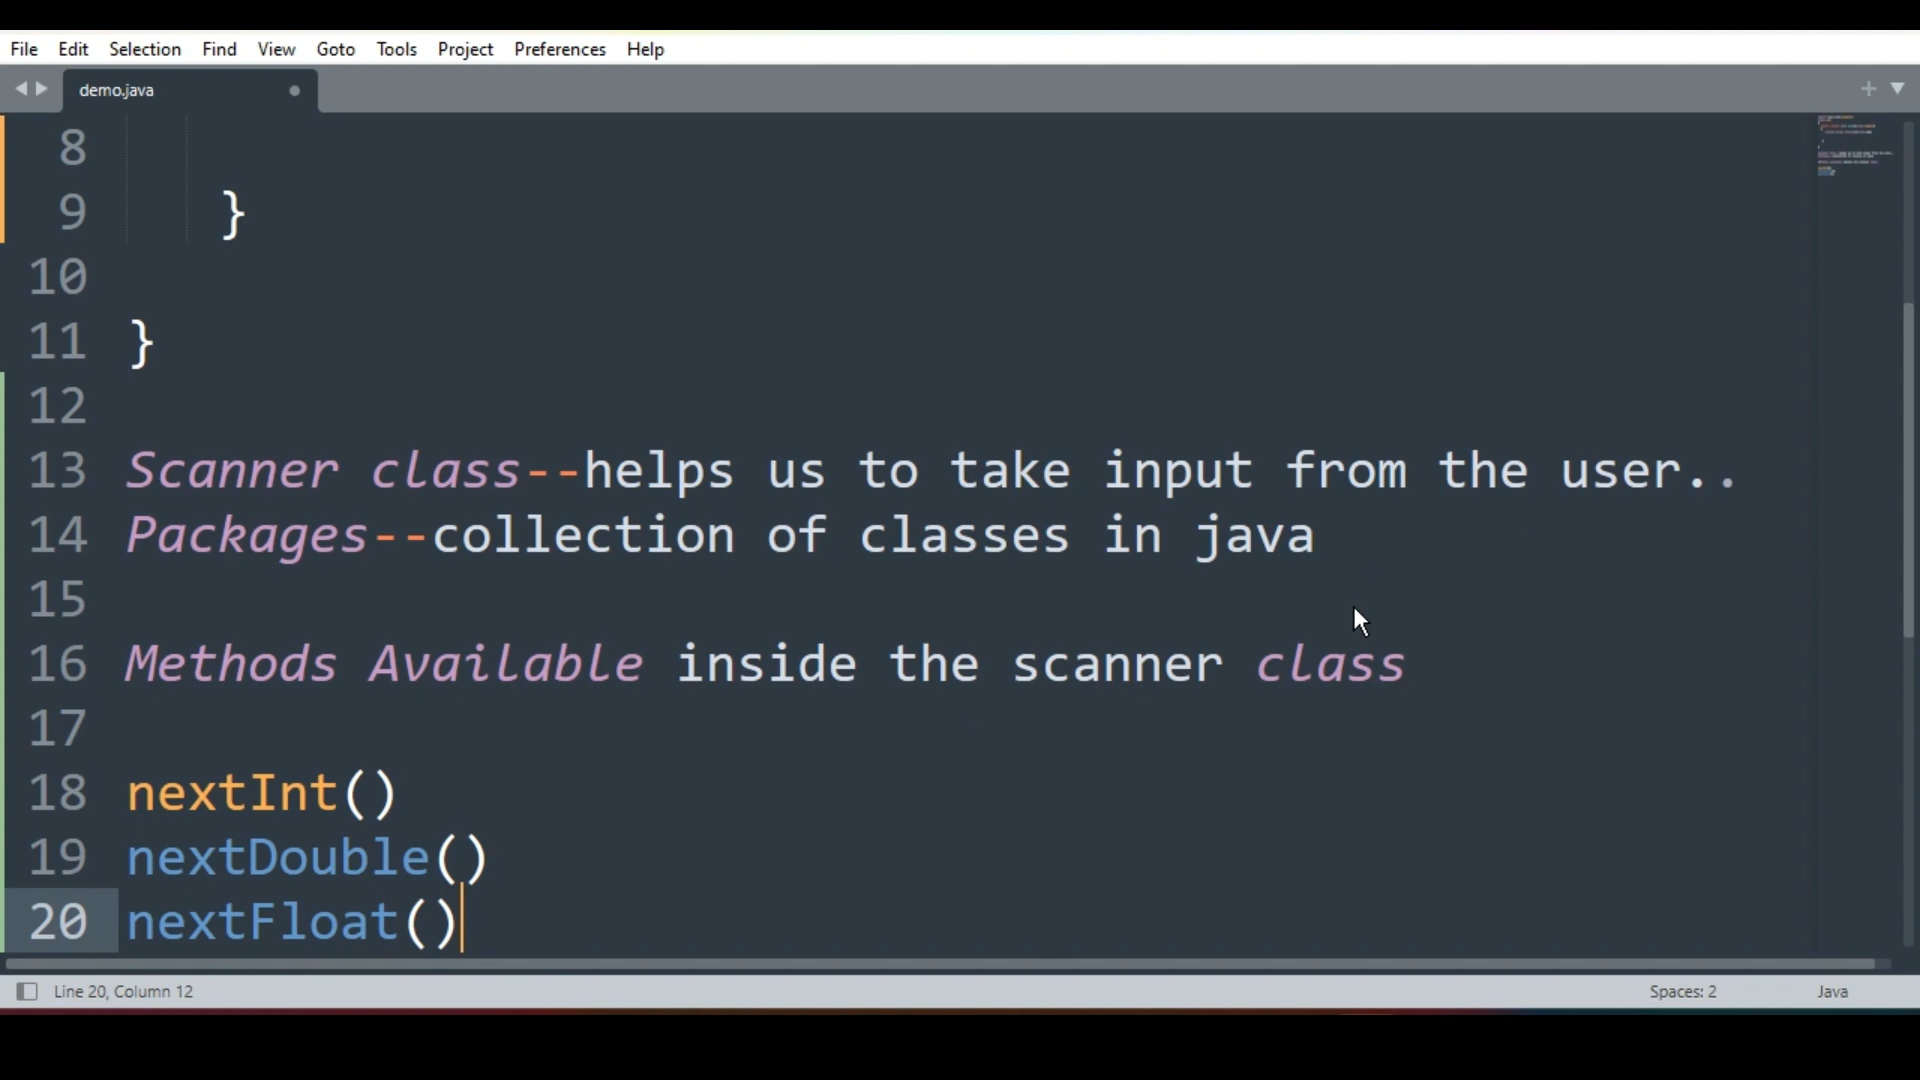 File Edit Selection Find View Goto Tools Project Preferences Help
demo.java
8
9 }
10
11 }
12
13 Scanner class--helps us to take input from the user..
14 Packages--collection of classes in java
15
16 Methods Available inside the scanner class
17
18 nextInt()
19 nextDouble()
20 nextFloat()
Line 20, Column 12 Spaces: 2 Java